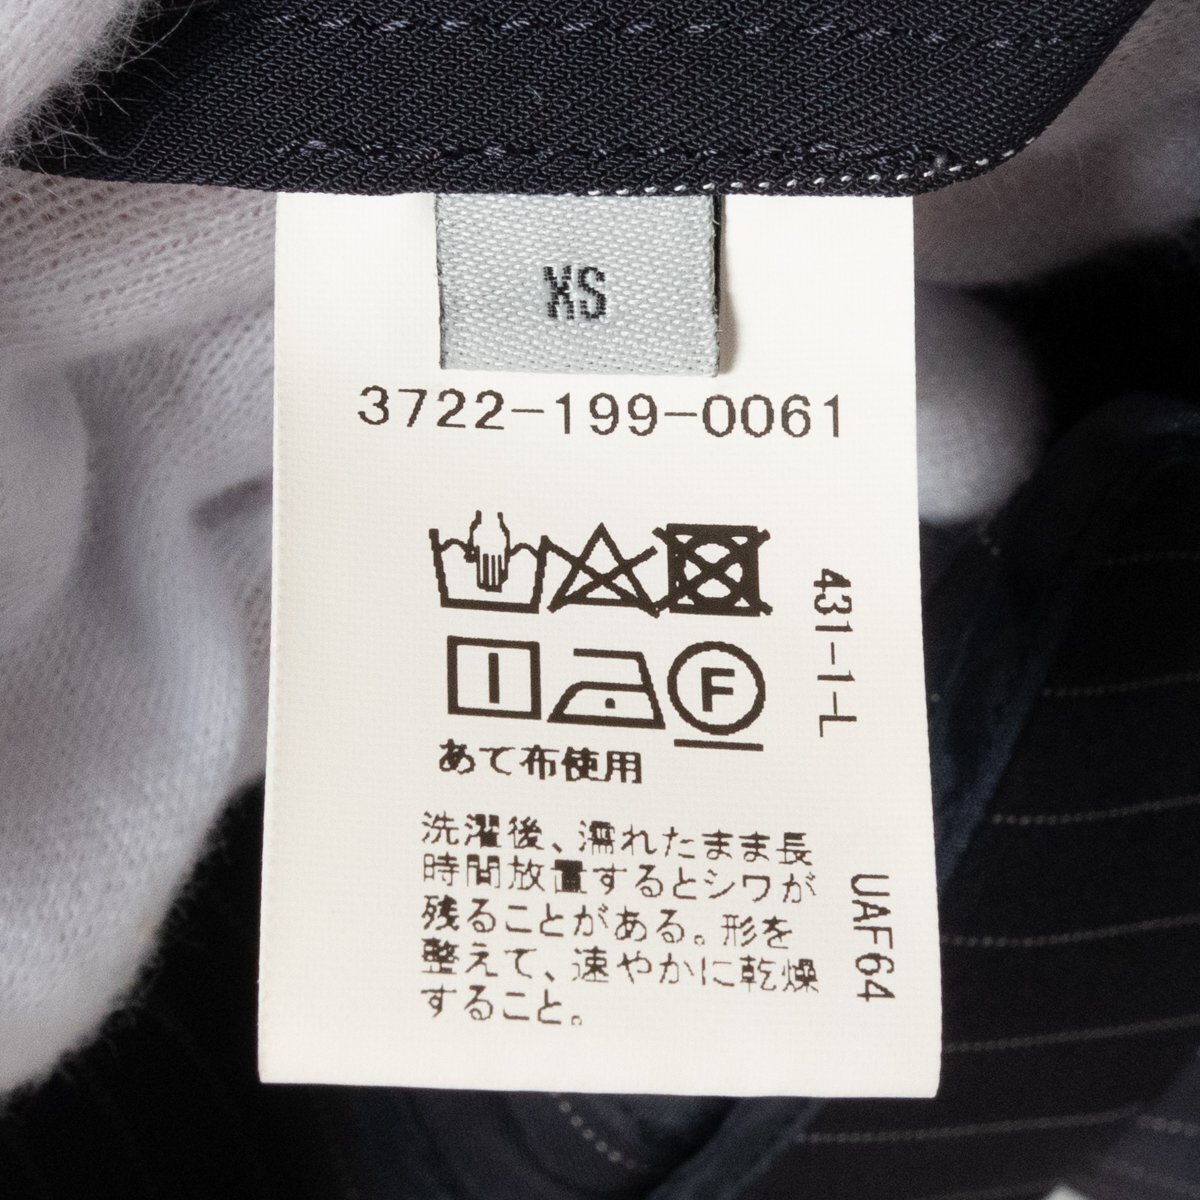 XS
3722-199-0061
F
431-1-L
あて布使用
洗濯後、濡れたまま長
時間放置するとシワが
残ることがある。形を
整えて、速やかに乾燥
すること。
UAF64